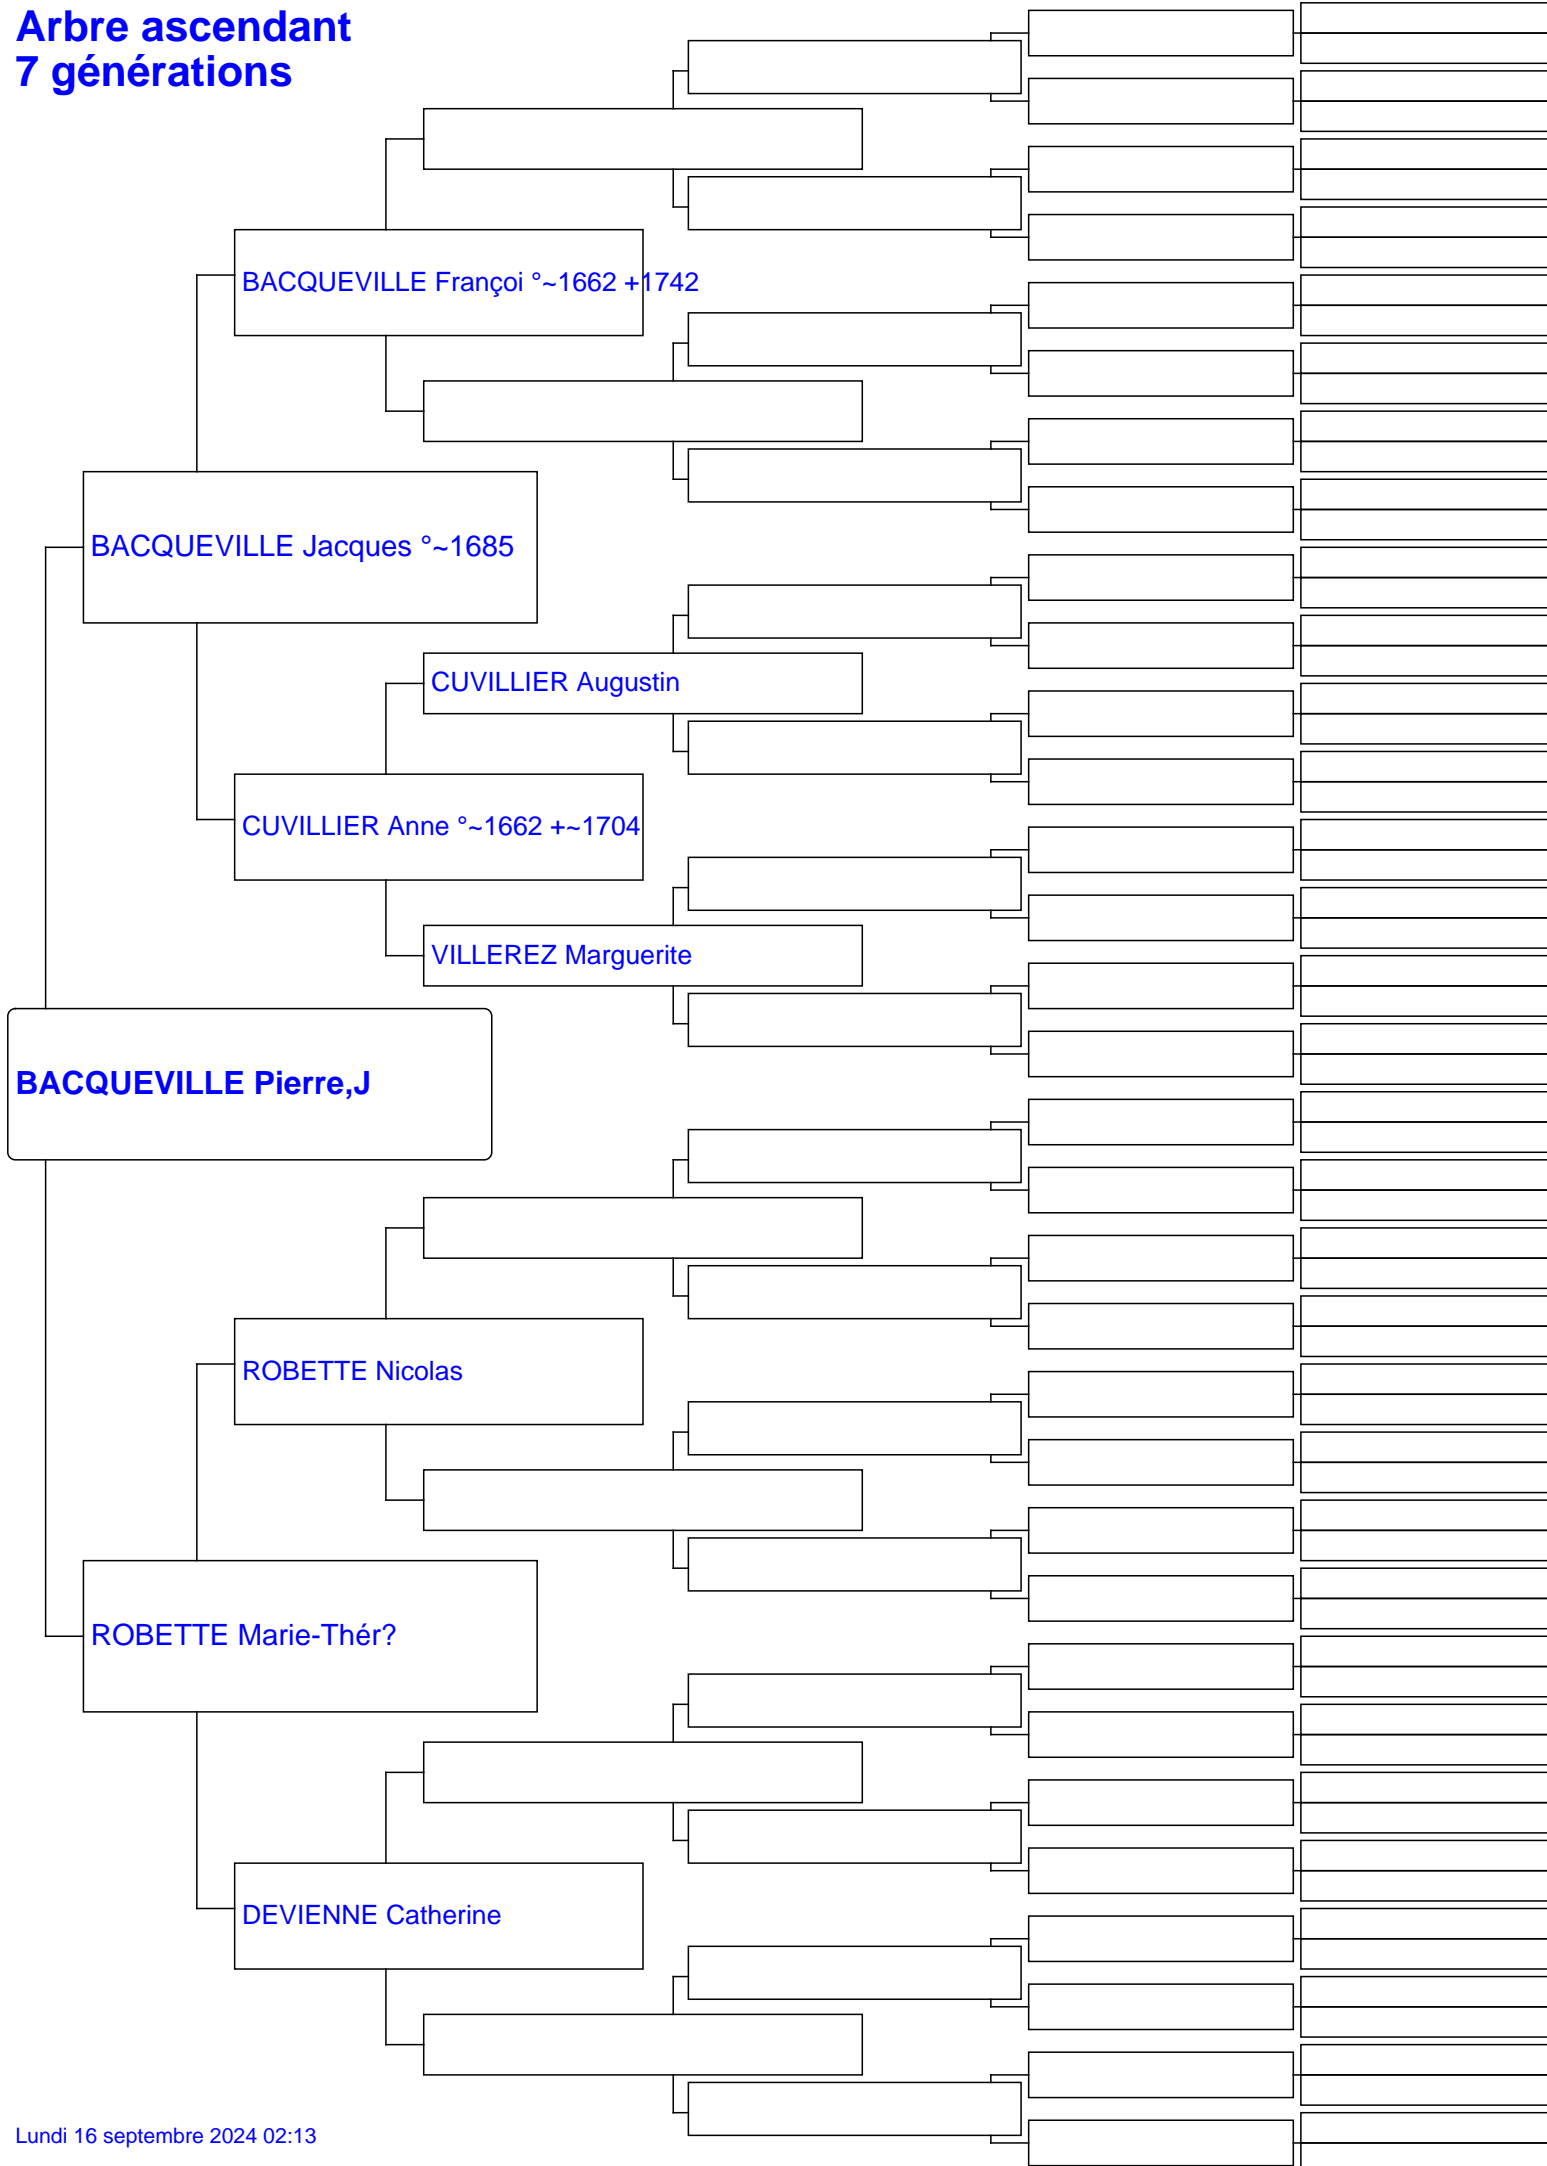 Arbre ascendant
7 générations
BACQUEVILLE Françoi °~1662 +1742
BACQUEVILLE Jacques °~1685
CUVILLIER Augustin
CUVILLIER Anne °~1662 +~1704
VILLEREZ Marguerite
BACQUEVILLE Pierre,J
ROBETTE Nicolas
ROBETTE Marie-Thér?
DEVIENNE Catherine
Lundi 16 septembre 2024 02:13